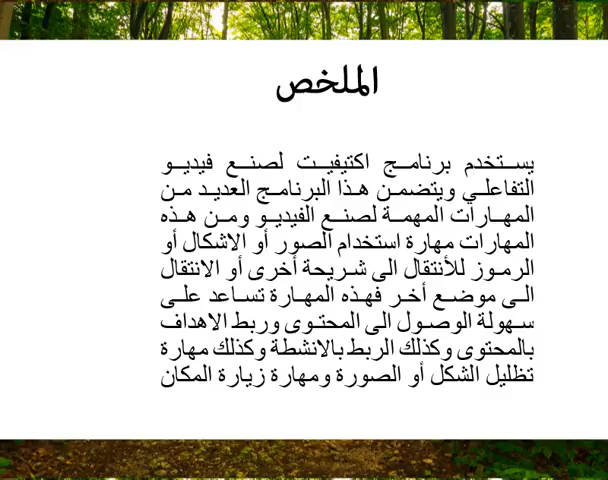 الملخص
يستخدم برنامج اكتيفيت لصنع فيديو
التفاعلي ويتضمن هذا البرنامج العديد من
المهارات المهمة لصنع الفيديو ومن هذه
المهارات مهارة استخدام الصور أو الاشكال أو
الرموز للأنتقال الى شريحة أخرى أو الانتقال
الى موضع أخر فهذه المهارة تساعد على
سهولة الوصول الى المحتوى وربط الاهداف
بالمحتوى وكذلك الربط بالانشطة وكذلك مهارة
تظليل الشكل أو الصورة ومهارة زيارة المكان